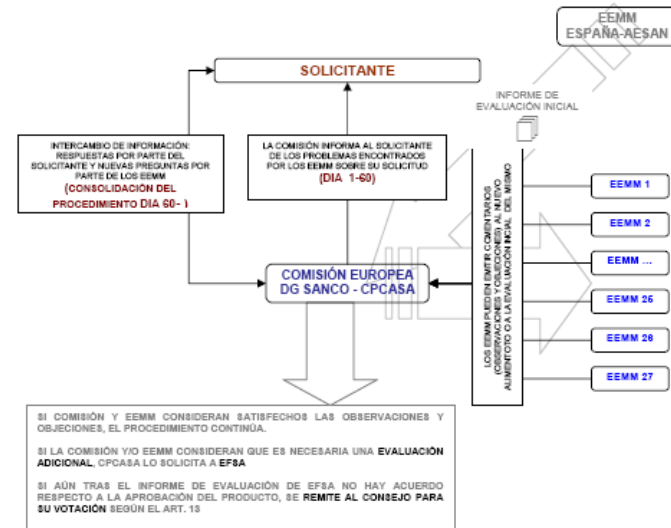 EEMM
ESPAÑA-AESAN
SOLICITANTE
INFORME DE
EVALUACIÓN INICIAL
INTERCAMBIO DE INFORMACIÓN:
RESPUESTAS POR PARTE DEL
SOLICITANTE Y NUEVAS PREGUNTAS POR
PARTE DE LOS EEMM
(CONSOLIDACIÓN DEL
PROCEDIMIENTO DIA 60- )
LA COMISIÓN INFORMA AL SOLICITANTE
DE LOS PROBLEMAS ENCONTRADOS
POR LOS EEMM SOBRE SU SOLICITUD
(DIA 1-60)
LOS EEMM PUEDEN EMITIR COMENTARIOS
(OBSERVACIONES Y OBJECIONES) AL NUEVO
ALIMENTOTO O A LA EVALUACIÓN INICIAL DEL MISMO
EEMM 1
EEMM 2
EEMM ...
EEMM 25
EEMM 26
EEMM 27
COMISIÓN EUROPEA
DG SANCO - CPCASA
SI COMISIÓN Y EEMM CONSIDERAN SATISFECHOS LAS OBSERVACIONES Y
OBJECIONES, EL PROCEDIMIENTO CONTINÚA.
SI LA COMISIÓN Y/O EEMM CONSIDERAN QUE ES NECESARIA UNA EVALUACIÓN
ADICIONAL, CPCASA LO SOLICITA A EFSA
SI AÚN TRAS EL INFORME DE EVALUACIÓN DE EFSA NO HAY ACUERDO
RESPECTO A LA APROBACIÓN DEL PRODUCTO, SE REMITE AL CONSEJO PARA
SU VOTACIÓN SEGÚN EL ART. 13